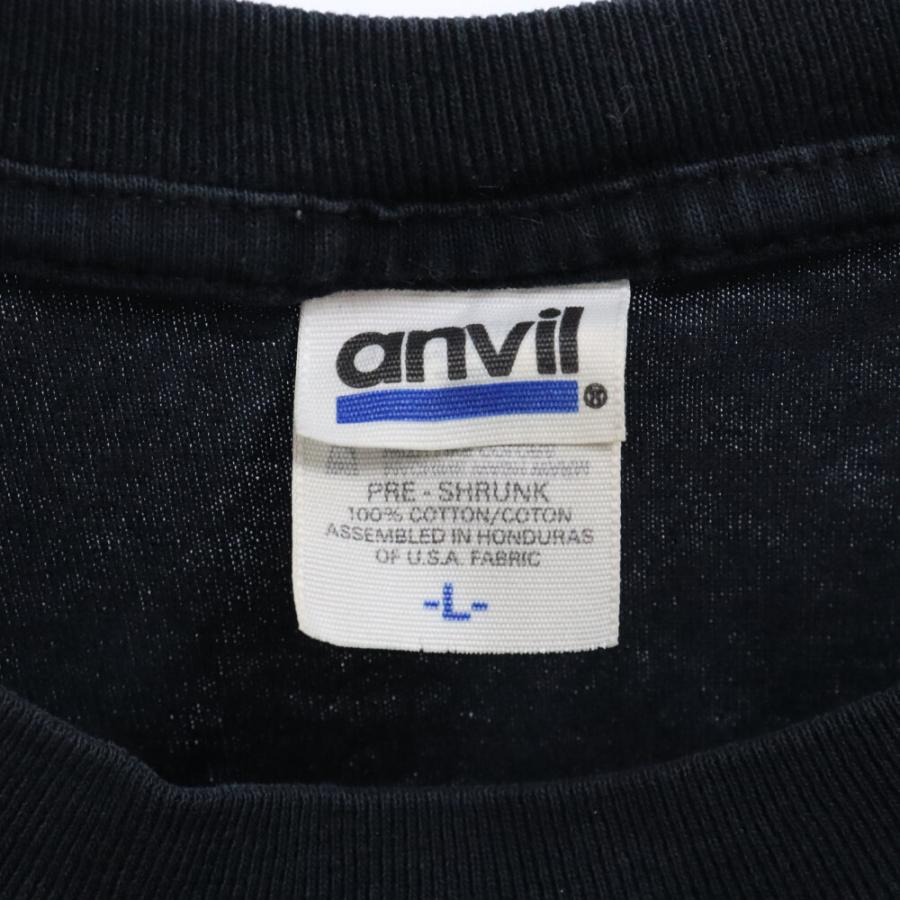 anvil
®
PRE - SHRUNK
100% COTTON/COTON
ASSEMBLED IN HONDURAS
OF U.S.A. FABRIC
-L-